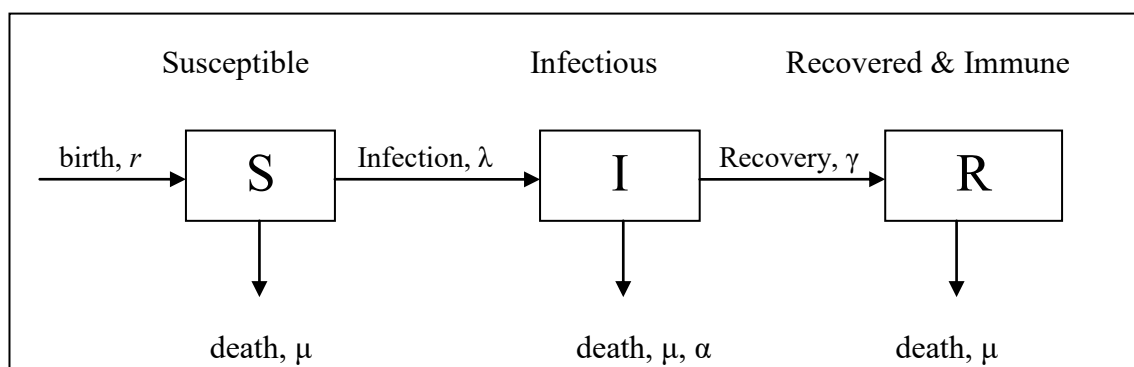 Susceptible Infectious Recovered & Immune
birth, r S Infection, λ I Recovery, γ R
death, μ death, μ, α death, μ